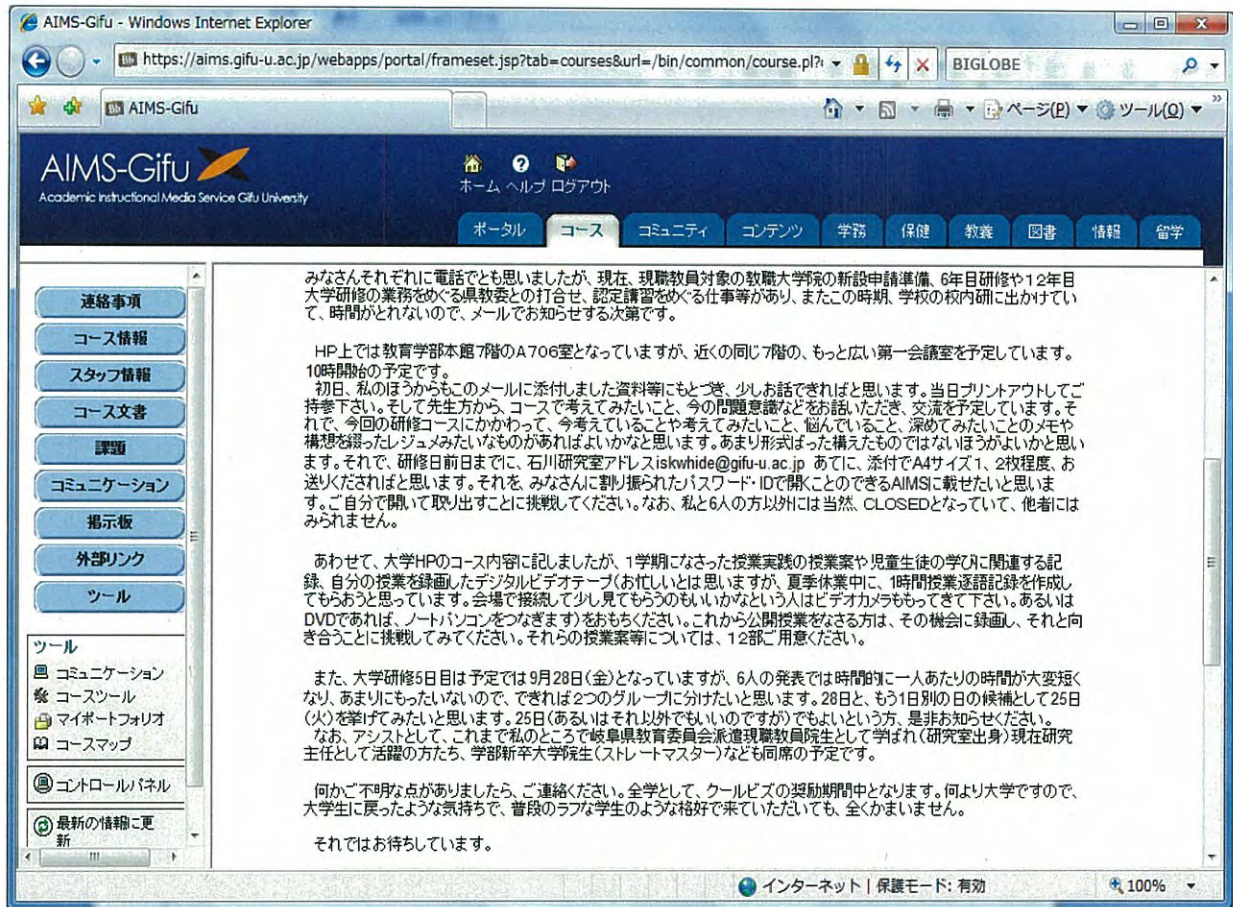 AIMS-Gifu - Windows Internet Explorer
https://aims.gifu-u.ac.jp/webapps/portal/frameset.jsp?tab=courses&url=/bin/common/course.pl?
BIGLOBE
AIMS-Gifu
ページ(P)
ツール(O)
AIMS-Gifu
Academic Instructional Media Service Gifu University
ホーム ヘルプ ログアウト
ポータル コース コミュニティ コンテンツ 学務 保健 教養 図書 情報 留学
連絡事項
コース情報
スタッフ情報
コース文書
課題
コミュニケーション
掲示板
外部リンク
ツール
ツール
コミュニケーション
コースツール
マイポートフォリオ
コースマップ
コントロールパネル
最新の情報に更
新
みなさんそれぞれに電話でとも思いましたが、現在、現職教員対象の教職大学院の新設申請準備、6年目研修や12年目
大学研修の業務をめぐる県教委との打合せ、認定講習をめぐる仕事等があり、またこの時期、学校の校内研に出かけてい
て、時間がとれないので、メールでお知らせする次第です。
HP上では教育学部本館7階のA706室となっていますが、近くの同じ7階の、もっと広い第一会議室を予定しています。
10時開始の予定です。
初日、私のほうからもこのメールに添付しました資料等にもとづき、少しお話できればと思います。当日プリントアウトしてご
持参下さい。そして先生方から、コースで考えてみたいこと、今の問題意識などをお話いただき、交流を予定しています。そ
れで、今回の研修コースにかかわって、今考えていることや考えてみたいこと、悩んでいること、深めてみたいことのメモや
構想を綴ったレジュメみたいなものがあればよいかなと思います。あまり形式ばった構えたものではないほうがよいかと思い
ます。それで、研修日前日までに、石川研究室アドレスiskwhide@gifu-u.ac.jp あてに、添付でA4サイズ1、2枚程度、お
送りくださればと思います。それを、みなさんに割り振られたパスワード・IDで開くことのできるAIMSに載せたいと思いま
す。ご自分で開いて取り出すことに挑戦してください。なお、私と6人の方以外には当然、CLOSEDとなっていて、他者には
みられません。
あわせて、大学HPのコース内容に記しましたが、1学期になさった授業実践の授業案や児童生徒の学びに関連する記
録、自分の授業を録画したデジタルビデオテープ(お忙しいとは思いますが、夏季休業中に、1時間授業逐語記録を作成し
てもらおうと思っています。会場で接続して少し見てもらうのもいいかなという人はビデオカメラももってきて下さい。あるいは
DVDであれば、ノートパソコンをつなぎます)をおもちください。これから公開授業をなさる方は、その機会に録画し、それと向
き合うことに挑戦してみてください。それらの授業案等については、12部ご用意ください。
また、大学研修5日目は予定では9月28日(金)となっていますが、6人の発表では時間的に一人あたりの時間が大変短く
なり、あまりにもったいないので、できれば2つのグループに分けたいと思います。28日と、もう1日別の日の候補として25日
(火)を挙げてみたいと思います。25日(あるいはそれ以外でもいいのですが)でもよいという方、是非お知らせください。
なお、アシストとして、これまで私のところで岐阜県教育委員会派遣現職教員院生として学ばれ(研究室出身)現在研究
主任として活躍の方たち、学部新卒大学院生(ストレートマスター)なども同席の予定です。
何かご不明な点がありましたら、ご連絡ください。全学として、クールビズの奨励期間中となります。何より大学ですので、
大学生に戻ったような気持ちで、普段のラフな学生のような格好で来ていただいても、全くかまいません。
それではお待ちしています。
インターネット | 保護モード: 有効
100%